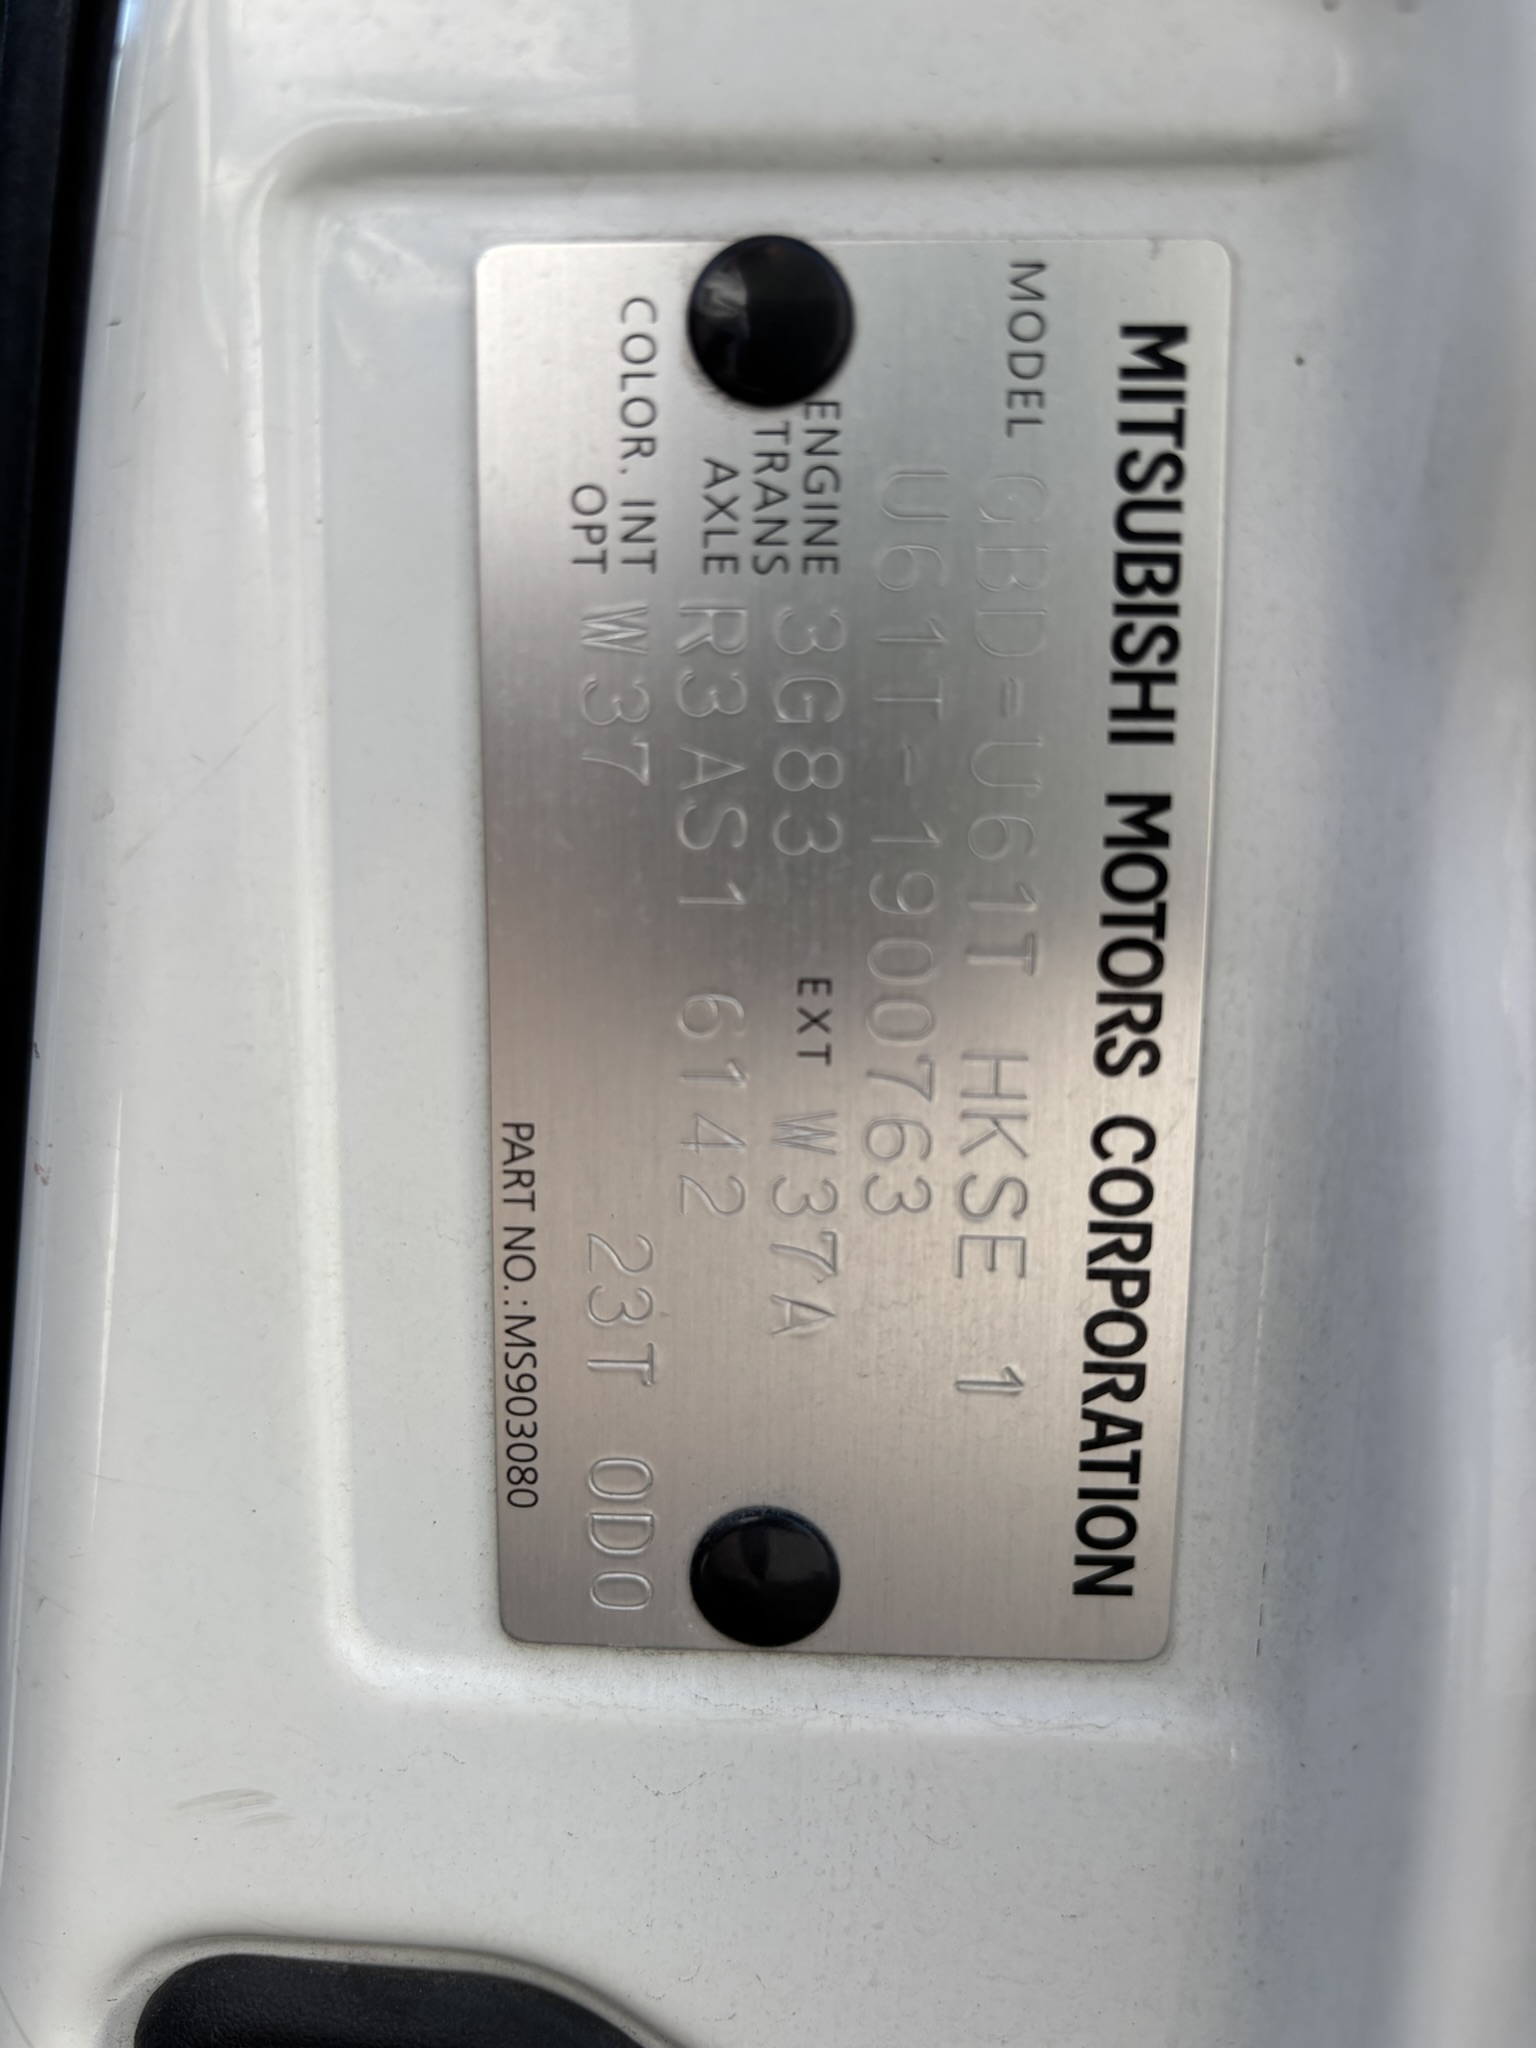 MITSUBISHI MOTORS CORPORATION
MODEL GBD-U61T HKSE 1
U61T-1900763
ENGINE 3G83 EXT W37A
TRANS
AXLE R3AS1 6142
COLOR. INT
OPT W37 23T 0D0
PART NO.:MS903080